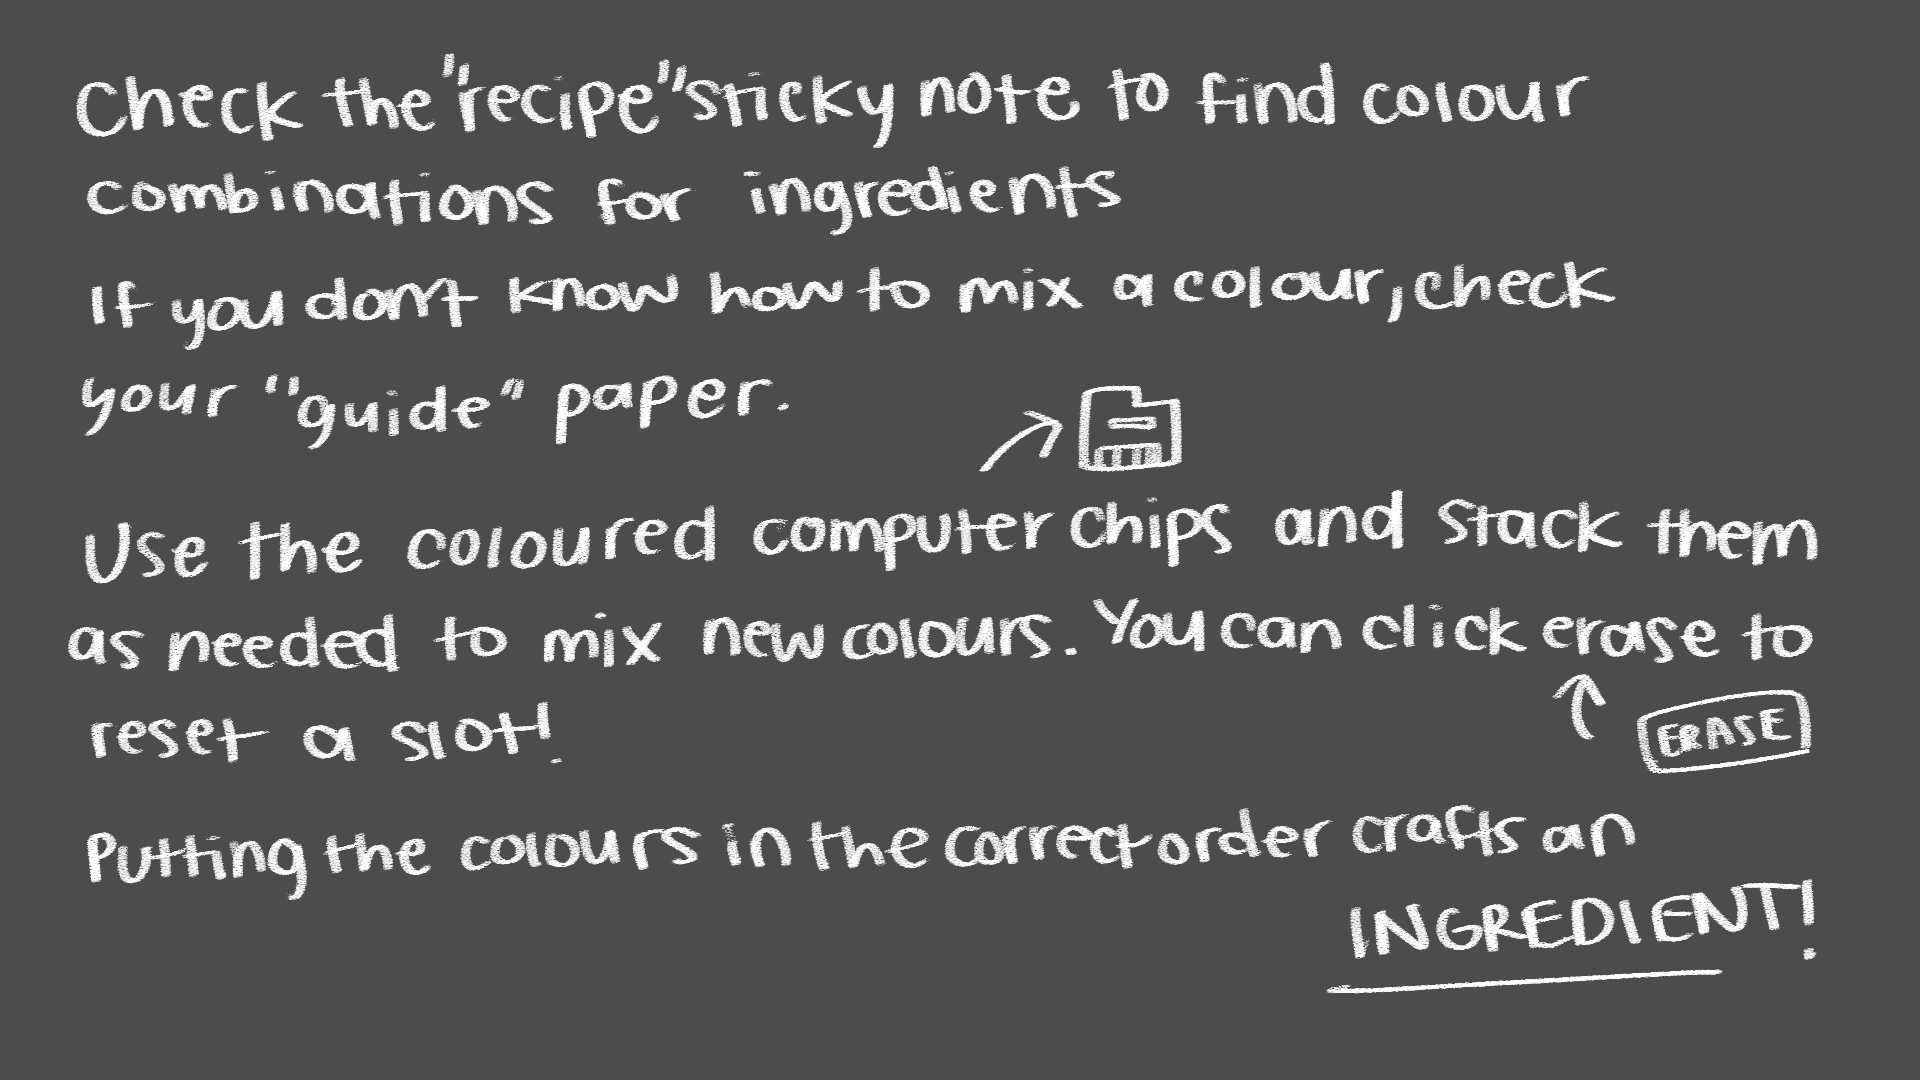 Check the "recipe" sticky note to find colour
combinations for ingredients
If you don't know how to mix a colour, check
your "guide" paper.
Use the coloured computer chips and stack them
as needed to mix new colours. You can click erase to
reset a slot!
ERASE
Putting the colours in the correct order crafts an
INGREDIENT!